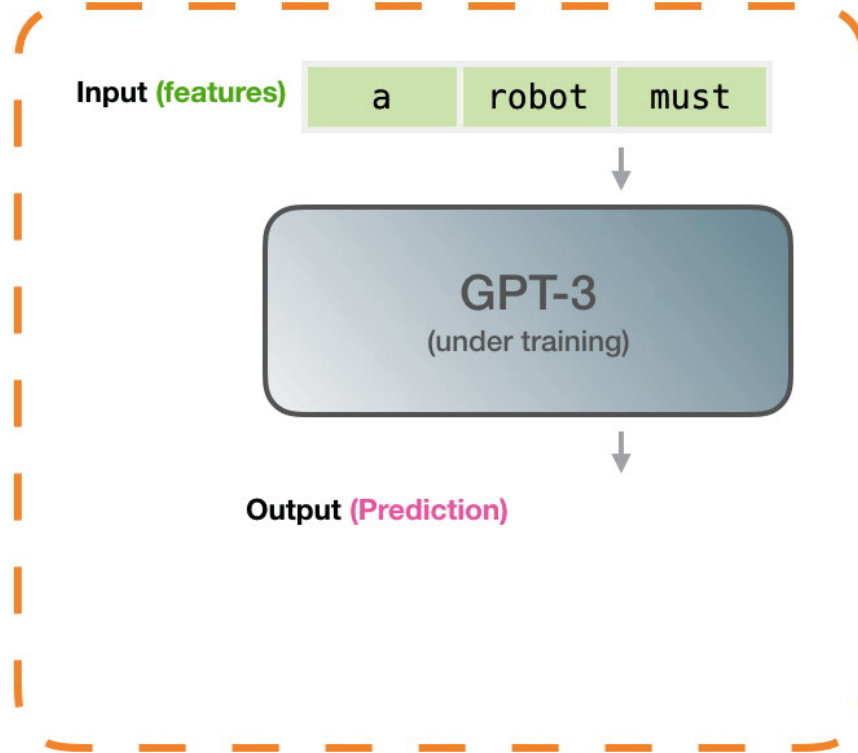 Input (features) a robot must
GPT-3
(under training)
Output (Prediction)